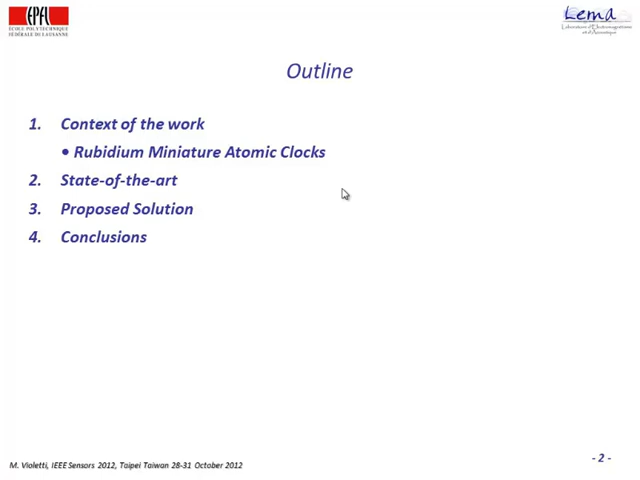 EPFL
ÉCOLE POLYTECHNIQUE
FÉDÉRALE DE LAUSANNE
Lema
Laboratoire d'Electromagnétisme
et d'Acoustique
Outline
1. Context of the work
• Rubidium Miniature Atomic Clocks
2. State-of-the-art
3. Proposed Solution
4. Conclusions
M. Violetti, IEEE Sensors 2012, Taipei Taiwan 28-31 October 2012
- 2 -